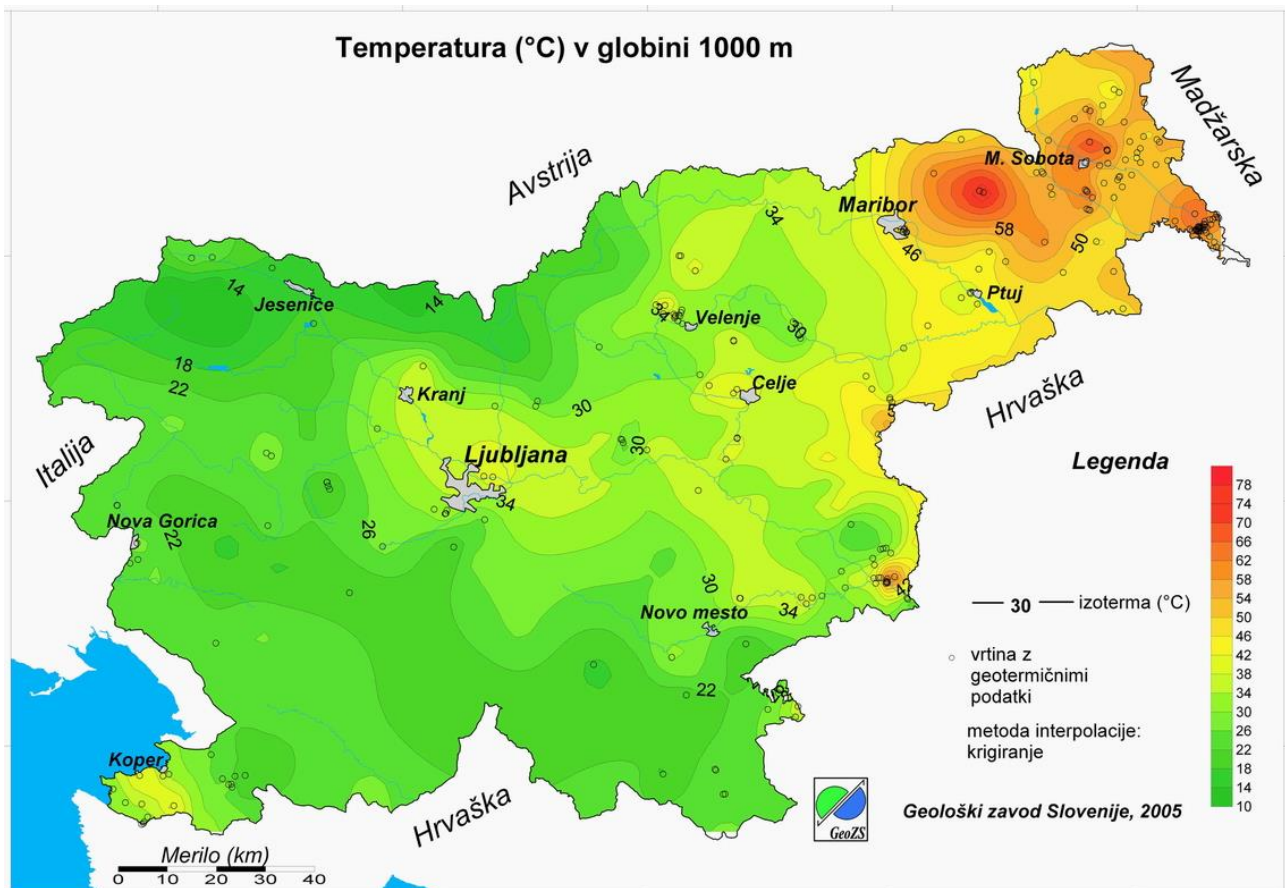 Temperatura (°C) v globini 1000 m
Madžarska
Avstrija
M. Sobota
Maribor
34
58
50
46
14
Jesenice
14
Ptuj
34
Velenje
30
18
22
Kranj
Celje
30
Hrvaška
Italija
30
Ljubljana
Legenda
34
26
Nova Gorica
22
42
30
34
Novo mesto
22
Koper
Hrvaška
78
74
70
66
62
58
54
50
46
42
38
34
30
26
22
18
14
10
30 izoterma (°C)
vrtina z
geotermičnimi
podatki
metoda interpolacije:
krigiranje
GeoZS
Geološki zavod Slovenije, 2005
Merilo (km)
0 10 20 30 40